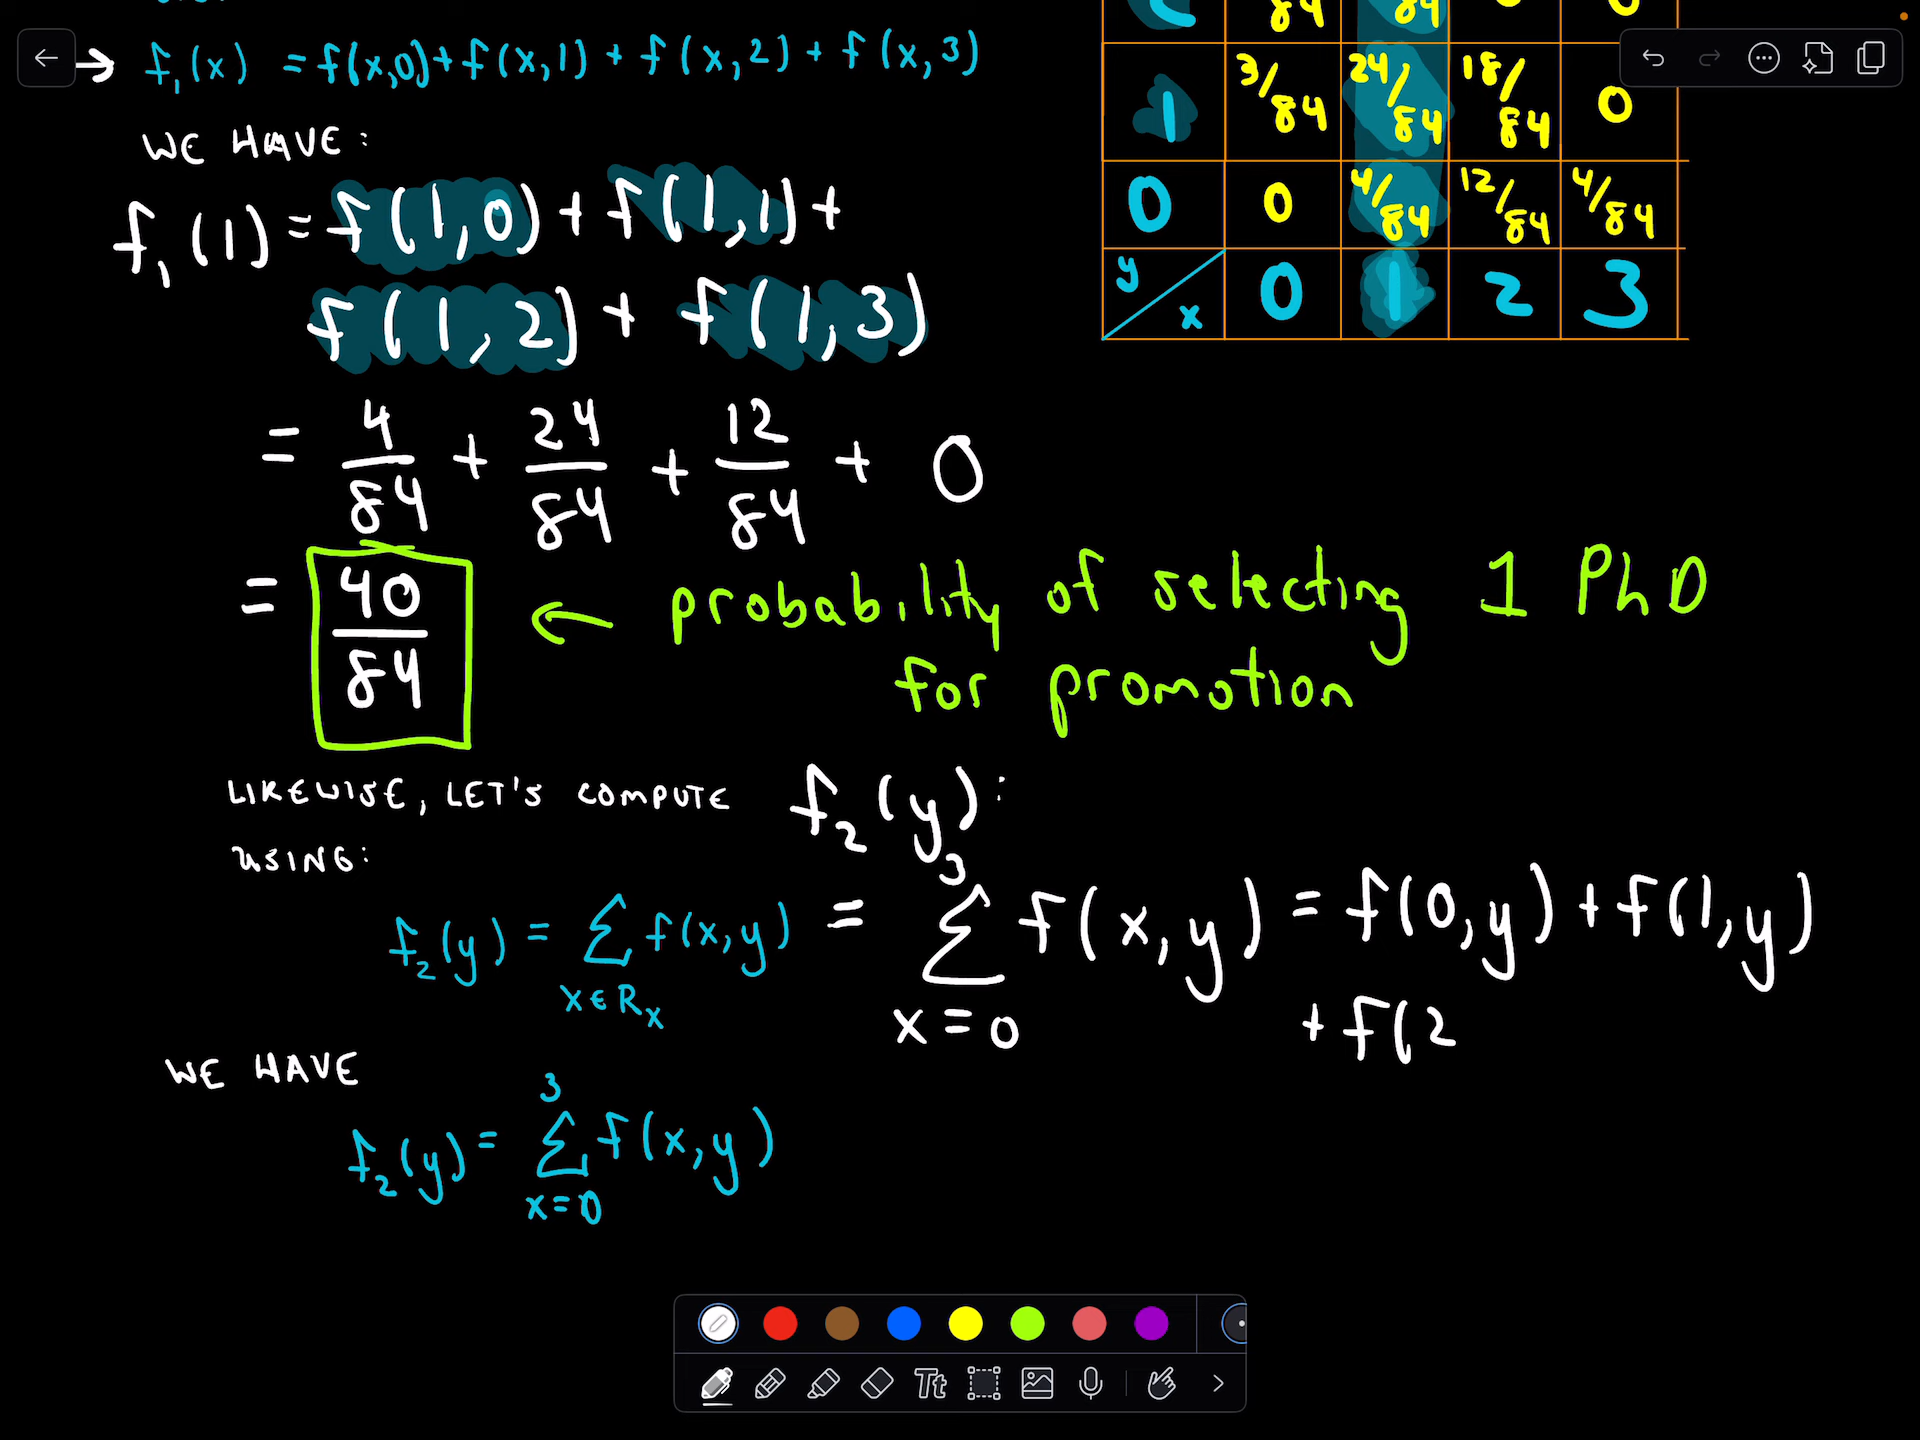 → f₁(x) = f(x,0) + f(x,1) + f(x,2) + f(x,3)
WE HAVE:
f₁(1) = f(1,0) + f(1,1) +
f(1,2) + f(1,3)
= 4/84 + 24/84 + 12/84 + 0
= 40/84 ← probability of selecting 1 PhD
for promotion
84 84
1 3/84 24/84 18/84 0
0 0 4/84 12/84 4/84
y x 0 1 2 3
LIKEWISE, LET'S COMPUTE f₂(y):
USING:
f₂(y) = Σ x∈Rₓ f(x,y) = 3 Σ x=0 f(x,y) = f(0,y) + f(1,y)
+ f(2
WE HAVE
f₂(y) = 3 Σ x=0 f(x,y)
Tt